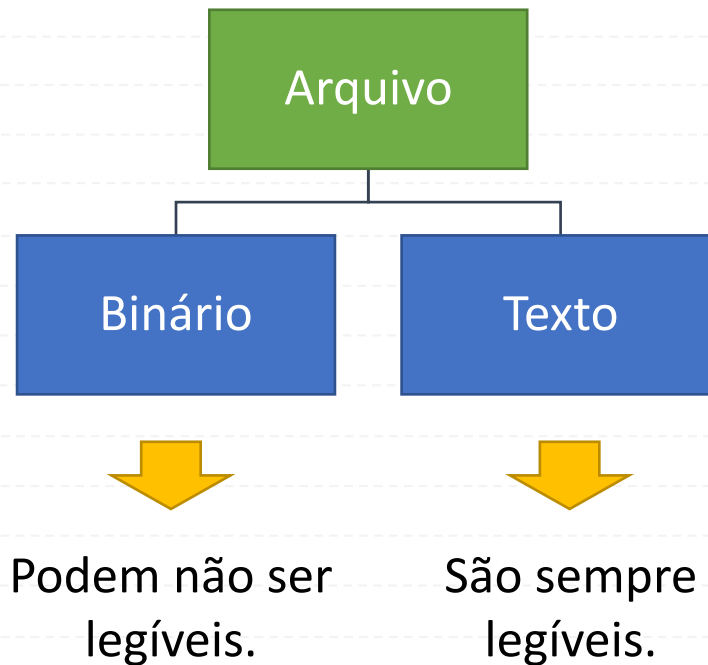 Arquivo
Binário
Texto
Podem não ser
legíveis.
São sempre
legíveis.